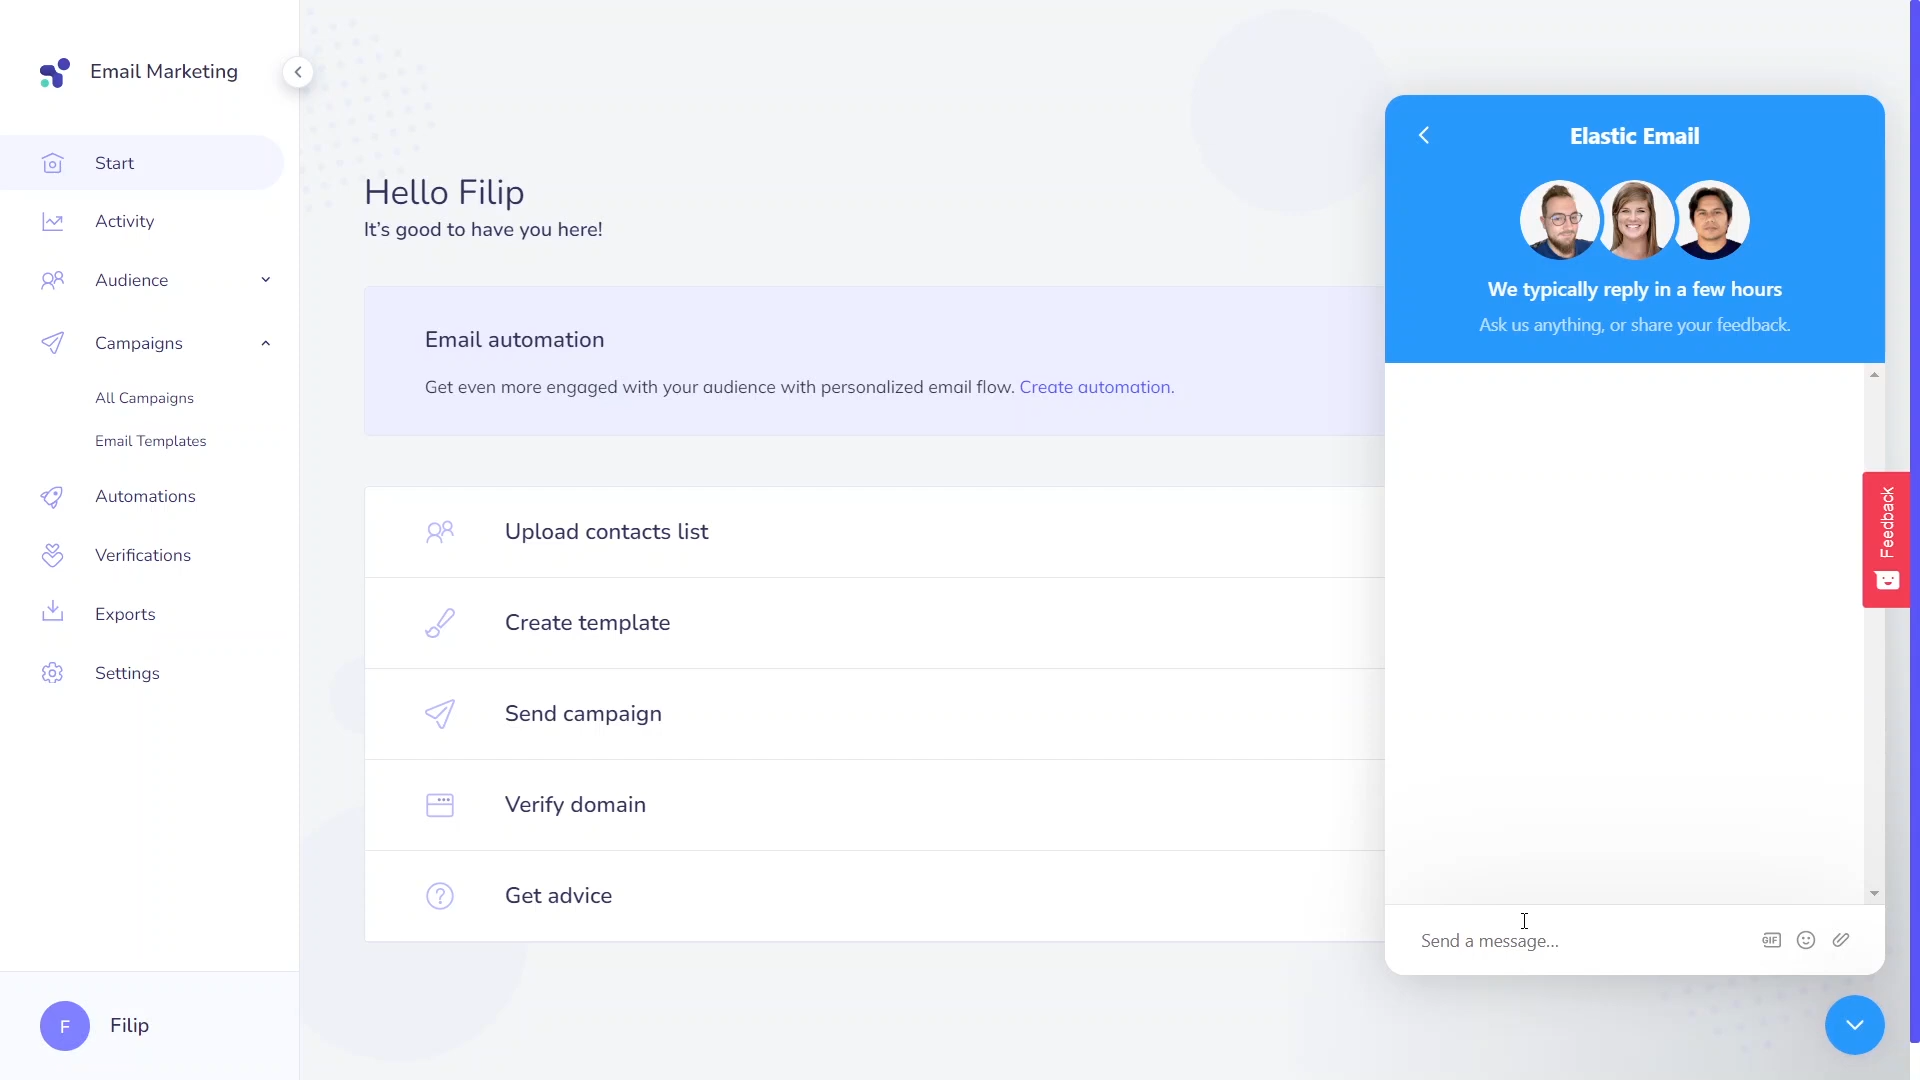 Email Marketing
Start
Activity
Audience
Campaigns
All Campaigns
Email Templates
Automations
Verifications
Exports
Settings
F
Filip
Hello Filip
It's good to have you here!
Email automation
Get even more engaged with your audience with personalized email flow. Create automation.
Upload contacts list
Create template
Send campaign
Verify domain
Get advice
Elastic Email
We typically reply in a few hours
Ask us anything, or share your feedback.
Feedback
Send a message...
GIF